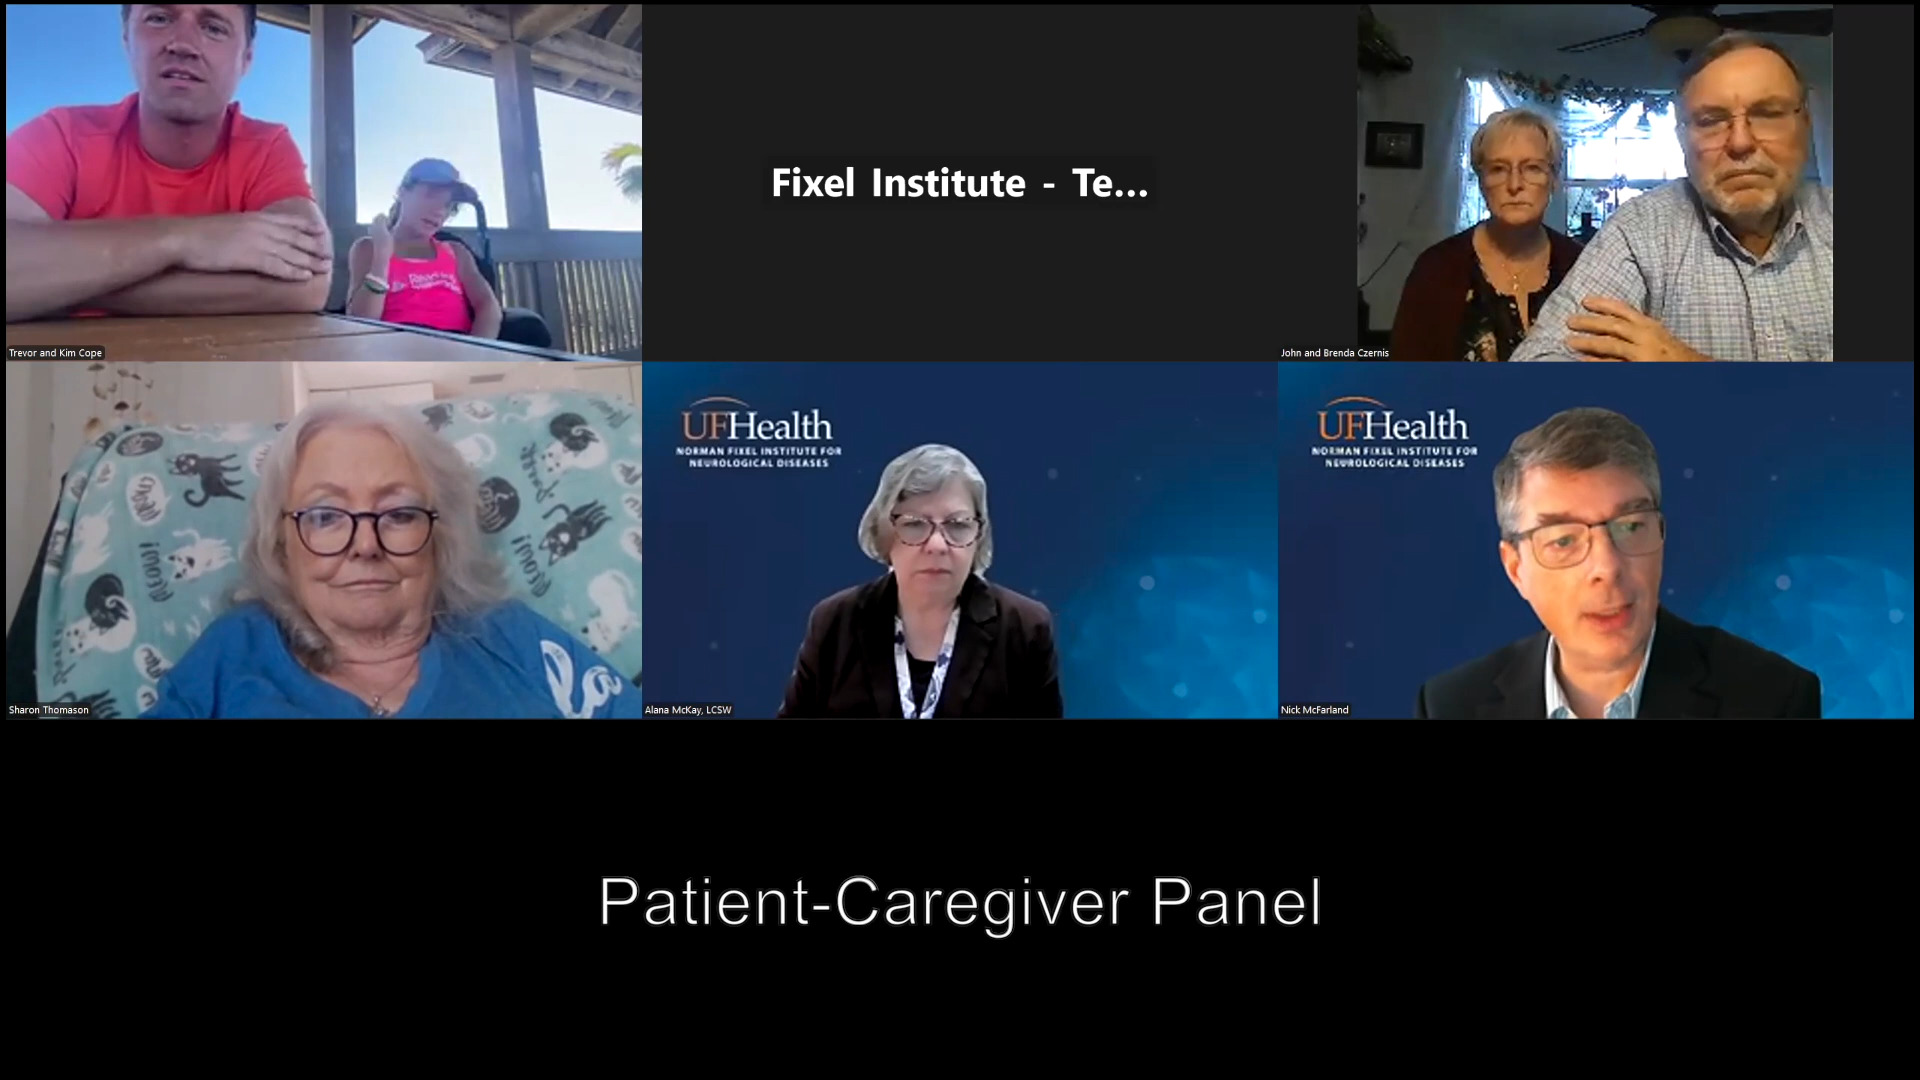 Fixel Institute - Te...
Trevor and Kim Cope
John and Brenda Czernis
UFHealth
NORMAN FIXEL INSTITUTE FOR
NEUROLOGICAL DISEASES
UFHealth
NORMAN FIXEL INSTITUTE FOR
NEUROLOGICAL DISEASES
Meow!
Sharon Thomason
Alana McKay, LCSW
Nick McFarland
Patient-Caregiver Panel